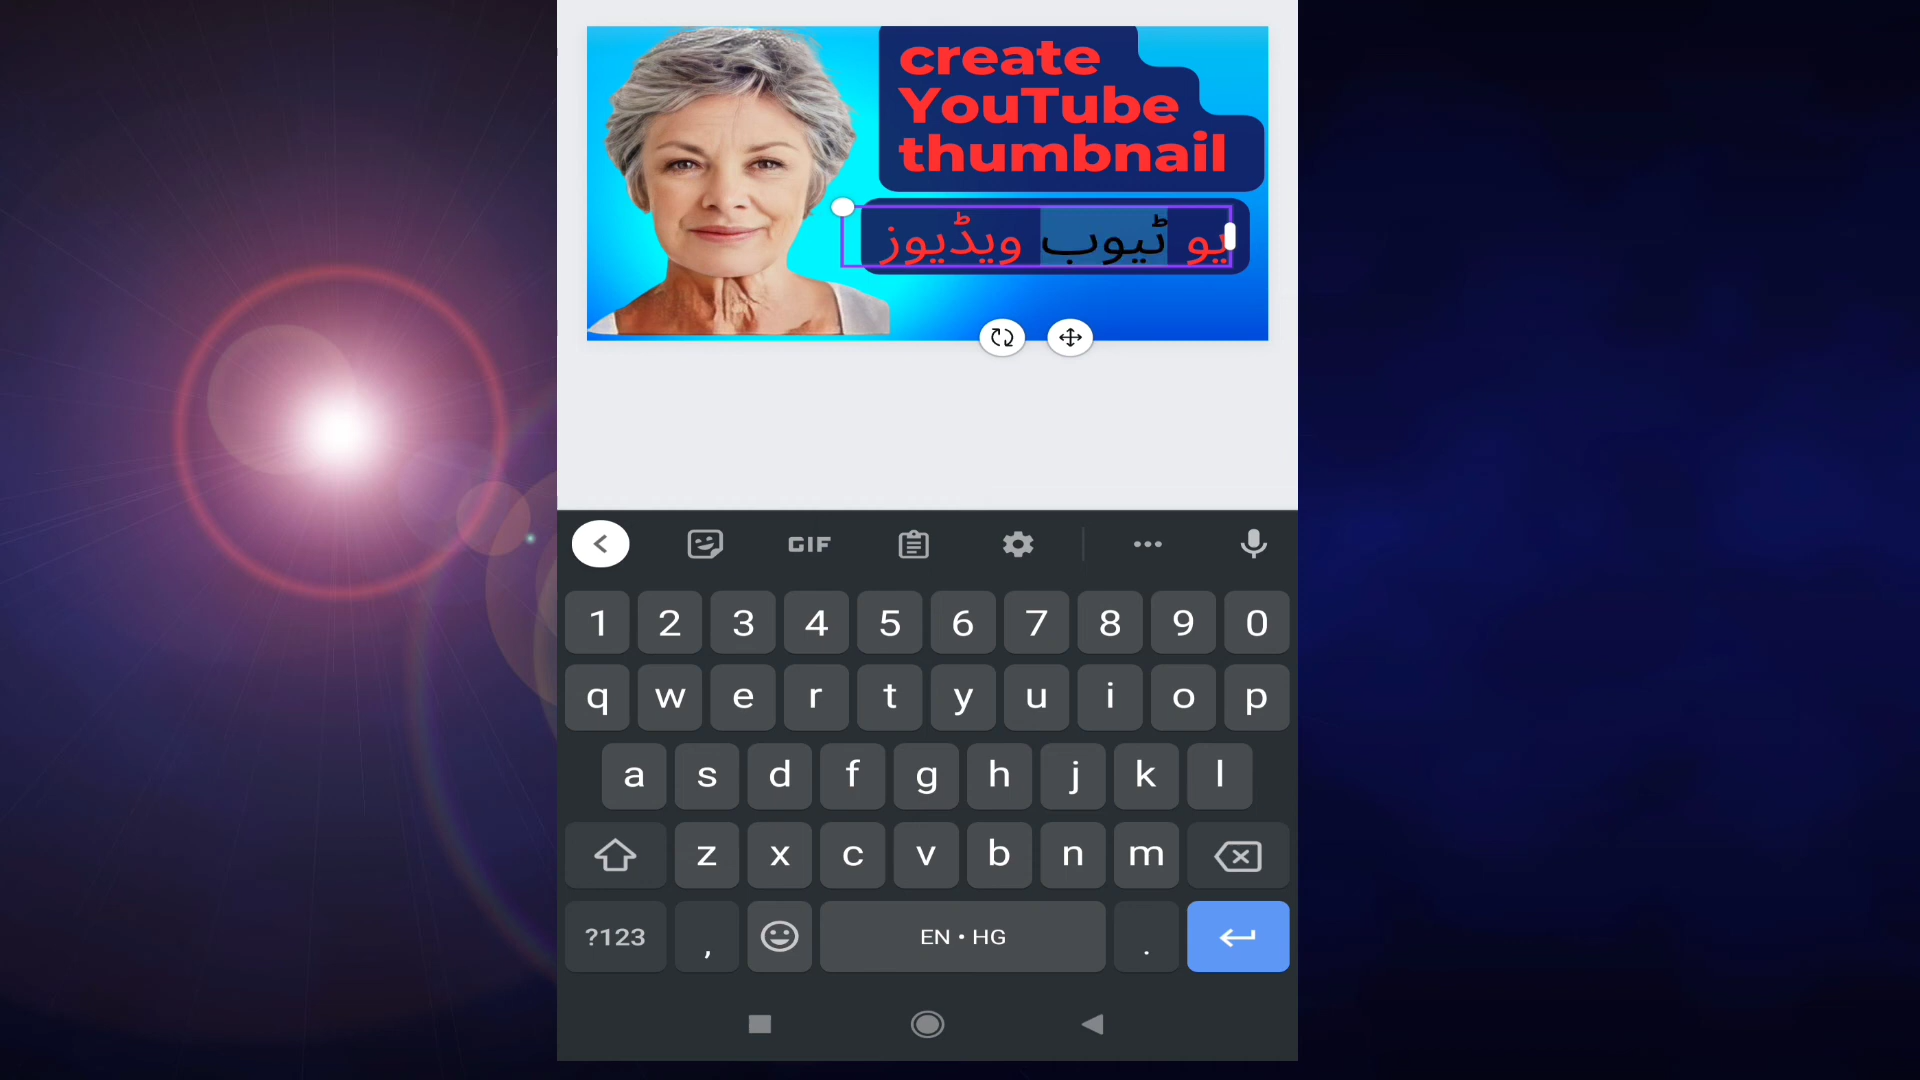 create
YouTube
thumbnail
یو ٹیوب ویڈیوز
GIF
1 2 3 4 5 6 7 8 9 0
q w e r t y u i o p
a s d f g h j k l
z x c v b n m
?123 , EN • HG .